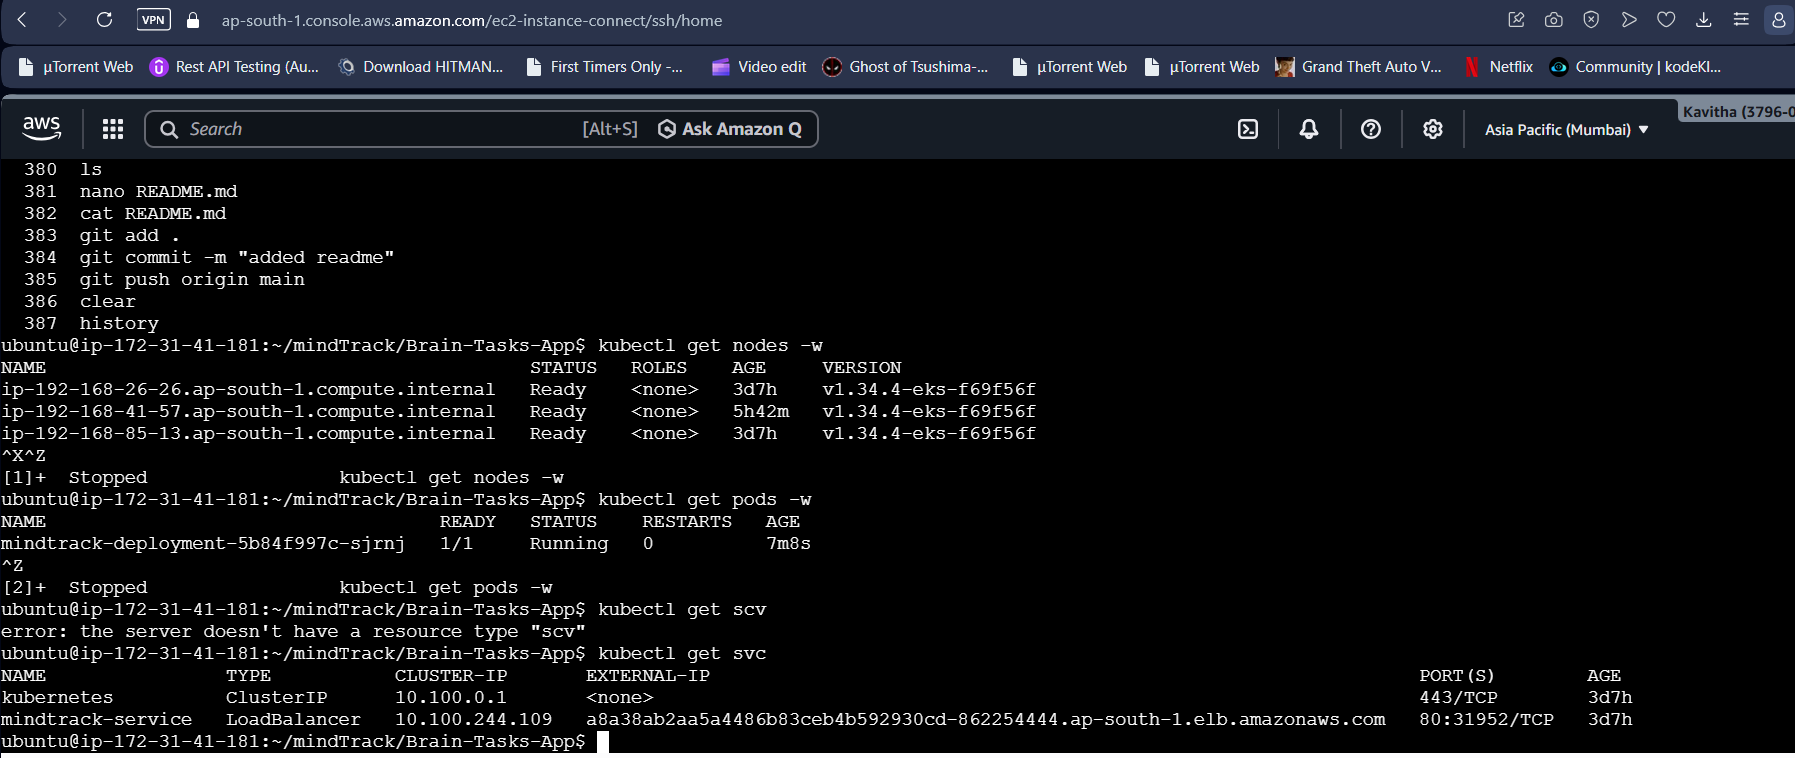 VPN ap-south-1.console.aws.amazon.com/ec2-instance-connect/ssh/home
µTorrent Web Rest API Testing (Au... Download HITMAN... First Timers Only -... Video edit Ghost of Tsushima-... µTorrent Web µTorrent Web Grand Theft Auto V... Netflix Community | kodeKl...
aws Search [Alt+S] Ask Amazon Q Asia Pacific (Mumbai) Kavitha (3796-0
380 ls
381 nano README.md
382 cat README.md
383 git add .
384 git commit -m "added readme"
385 git push origin main
386 clear
387 history
ubuntu@ip-172-31-41-181:~/mindTrack/Brain-Tasks-App$ kubectl get nodes -w
NAME STATUS ROLES AGE VERSION
ip-192-168-26-26.ap-south-1.compute.internal Ready <none> 3d7h v1.34.4-eks-f69f56f
ip-192-168-41-57.ap-south-1.compute.internal Ready <none> 5h42m v1.34.4-eks-f69f56f
ip-192-168-85-13.ap-south-1.compute.internal Ready <none> 3d7h v1.34.4-eks-f69f56f
^X^Z
[1]+ Stopped kubectl get nodes -w
ubuntu@ip-172-31-41-181:~/mindTrack/Brain-Tasks-App$ kubectl get pods -w
NAME READY STATUS RESTARTS AGE
mindtrack-deployment-5b84f997c-sjrnj 1/1 Running 0 7m8s
^Z
[2]+ Stopped kubectl get pods -w
ubuntu@ip-172-31-41-181:~/mindTrack/Brain-Tasks-App$ kubectl get scv
error: the server doesn't have a resource type "scv"
ubuntu@ip-172-31-41-181:~/mindTrack/Brain-Tasks-App$ kubectl get svc
NAME TYPE CLUSTER-IP EXTERNAL-IP PORT(S) AGE
kubernetes ClusterIP 10.100.0.1 <none> 443/TCP 3d7h
mindtrack-service LoadBalancer 10.100.244.109 a8a38ab2aa5a4486b83ceb4b592930cd-862254444.ap-south-1.elb.amazonaws.com 80:31952/TCP 3d7h
ubuntu@ip-172-31-41-181:~/mindTrack/Brain-Tasks-App$